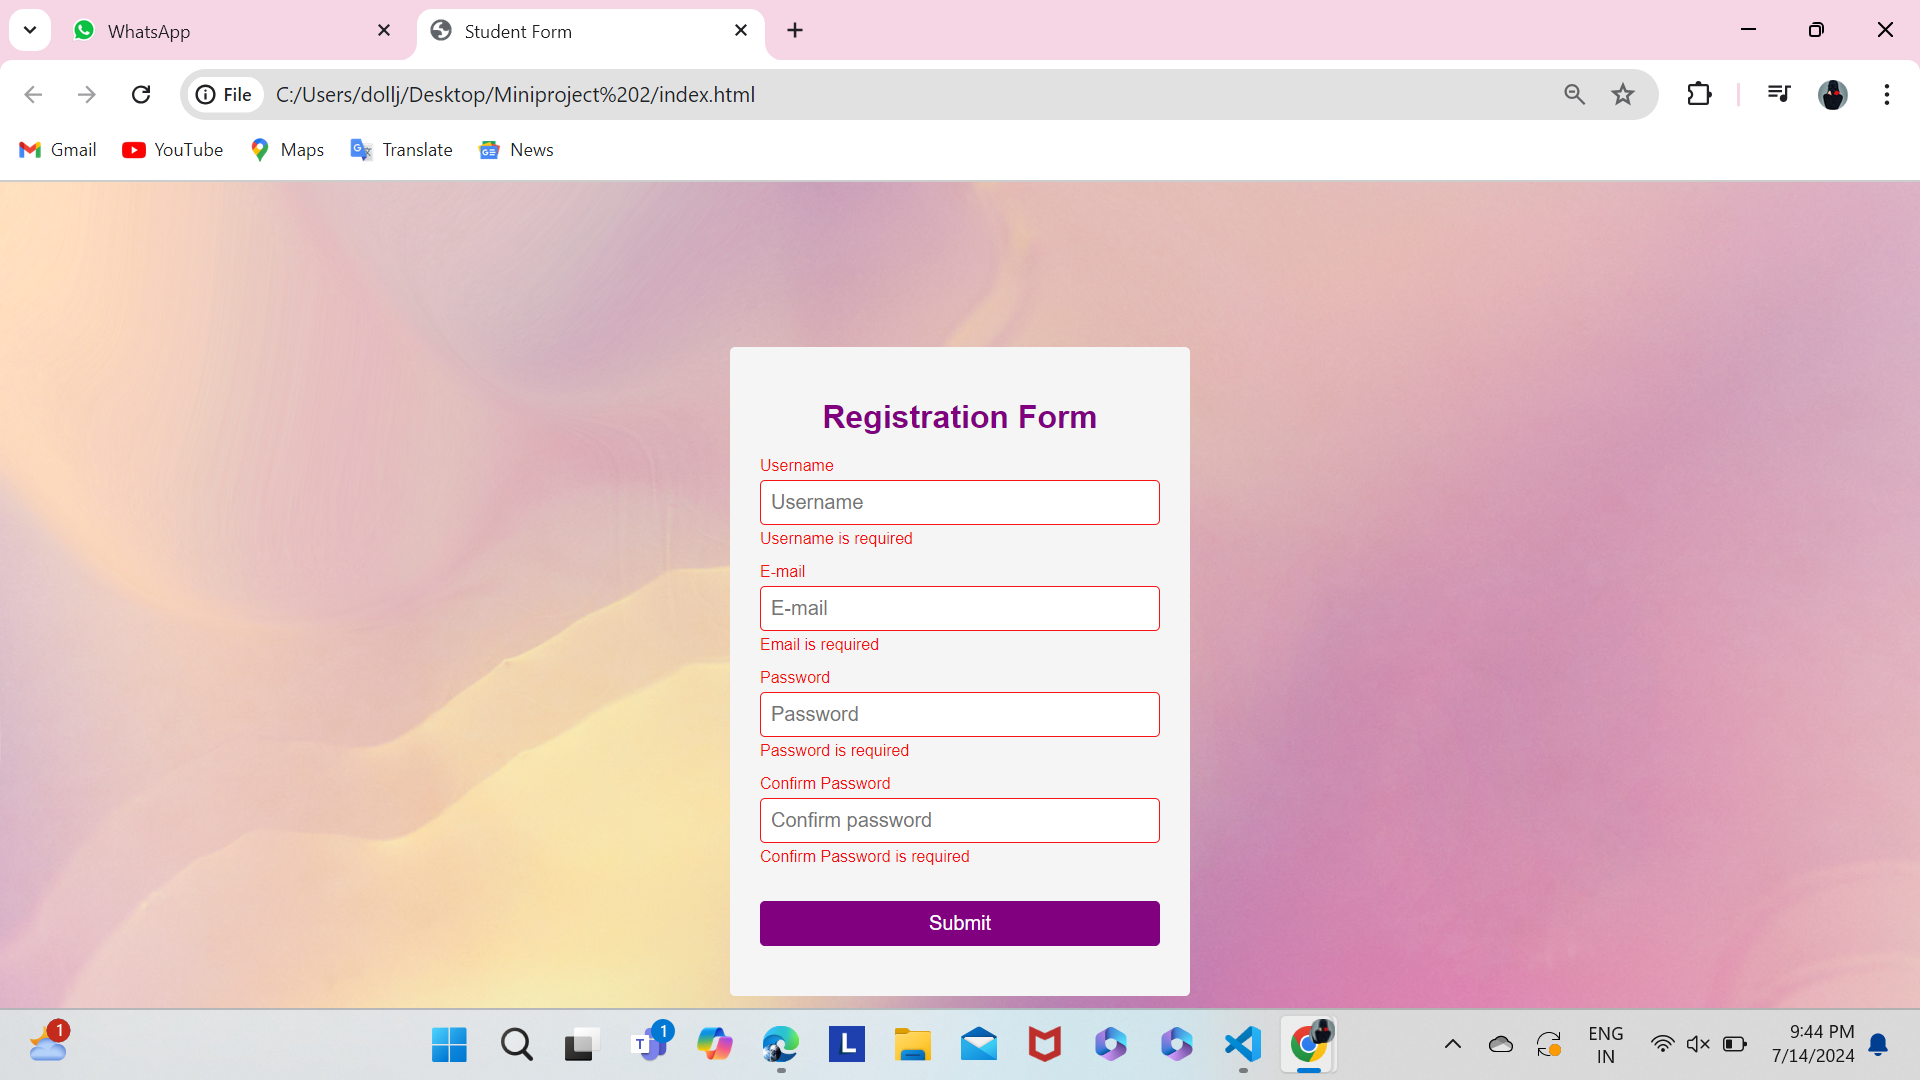 WhatsApp
Student Form
File
C:/Users/dollj/Desktop/Miniproject%202/index.html
Gmail
YouTube
Maps
Translate
News
Registration Form
Username
Username
Username is required
E-mail
E-mail
Email is required
Password
Password
Password is required
Confirm Password
Confirm password
Confirm Password is required
Submit
1
T
1
L
ENG
IN
9:44 PM
7/14/2024